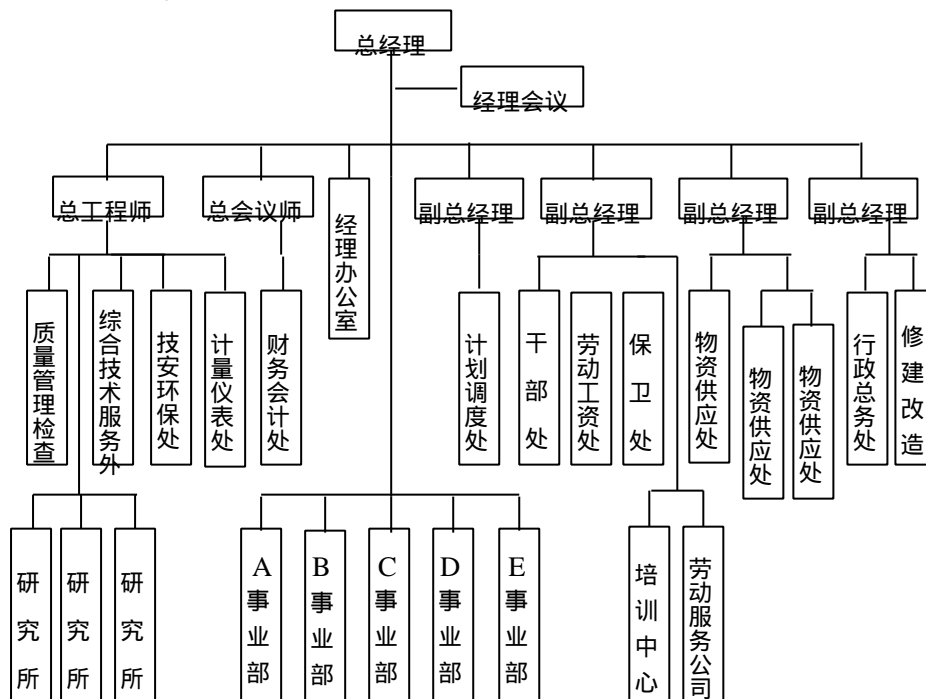 总经理
经理会议
总工程师
总会议师
经理办公室
副总经理
副总经理
副总经理
副总经理
质量管理检查
综合技术服务外
技安环保处
计量仪表处
财务会计处
计划调度处
干部处
劳动工资处
保卫处
物资供应处
物资供应处
物资供应处
行政总务处
修建改造
研究所
研究所
研究所
A事业部
B事业部
C事业部
D事业部
E事业部
培训中心
劳动服务公司